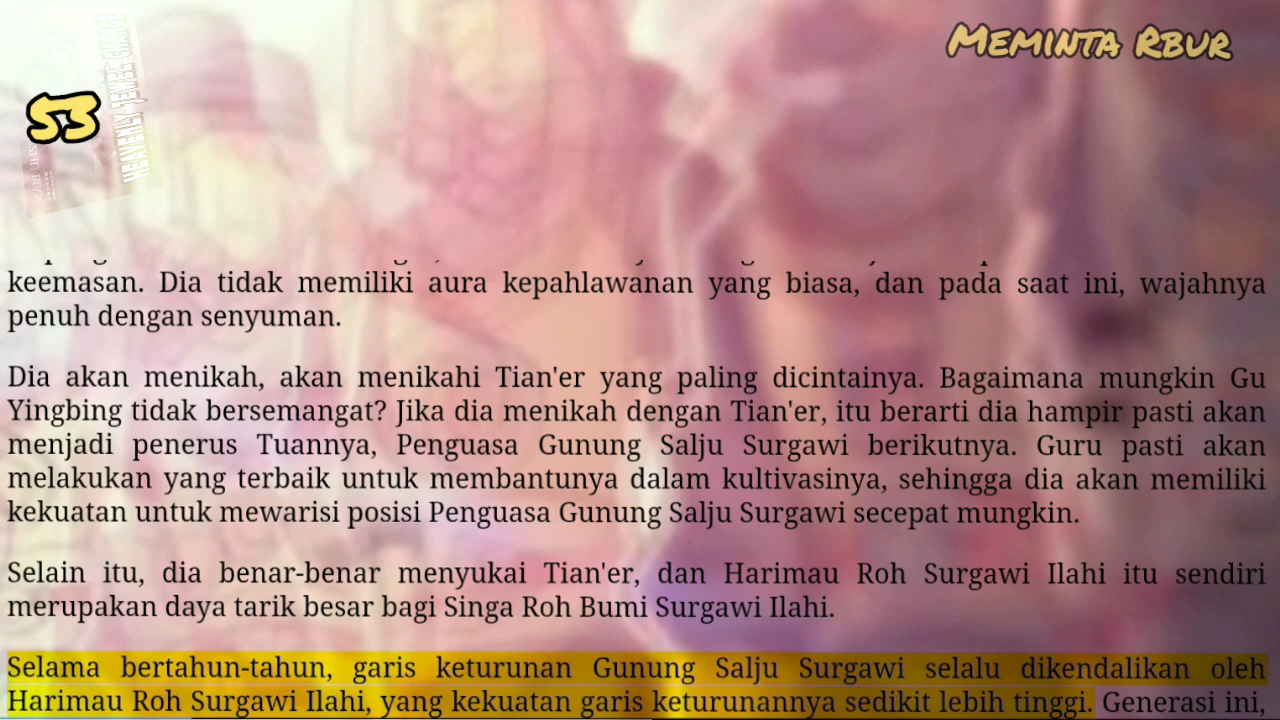 Meminta Rbur
53
HEAVENLY JEWEL CHANGE
keemasan. Dia tidak memiliki aura kepahlawanan yang biasa, dan pada saat ini, wajahnya
penuh dengan senyuman.
Dia akan menikah, akan menikahi Tian'er yang paling dicintainya. Bagaimana mungkin Gu
Yingbing tidak bersemangat? Jika dia menikah dengan Tian'er, itu berarti dia hampir pasti akan
menjadi penerus Tuannya, Penguasa Gunung Salju Surgawi berikutnya. Guru pasti akan
melakukan yang terbaik untuk membantunya dalam kultivasinya, sehingga dia akan memiliki
kekuatan untuk mewarisi posisi Penguasa Gunung Salju Surgawi secepat mungkin.
Selain itu, dia benar-benar menyukai Tian'er, dan Harimau Roh Surgawi Ilahi itu sendiri
merupakan daya tarik besar bagi Singa Roh Bumi Surgawi Ilahi.
Selama bertahun-tahun, garis keturunan Gunung Salju Surgawi selalu dikendalikan oleh
Harimau Roh Surgawi Ilahi, yang kekuatan garis keturunannya sedikit lebih tinggi. Generasi ini,